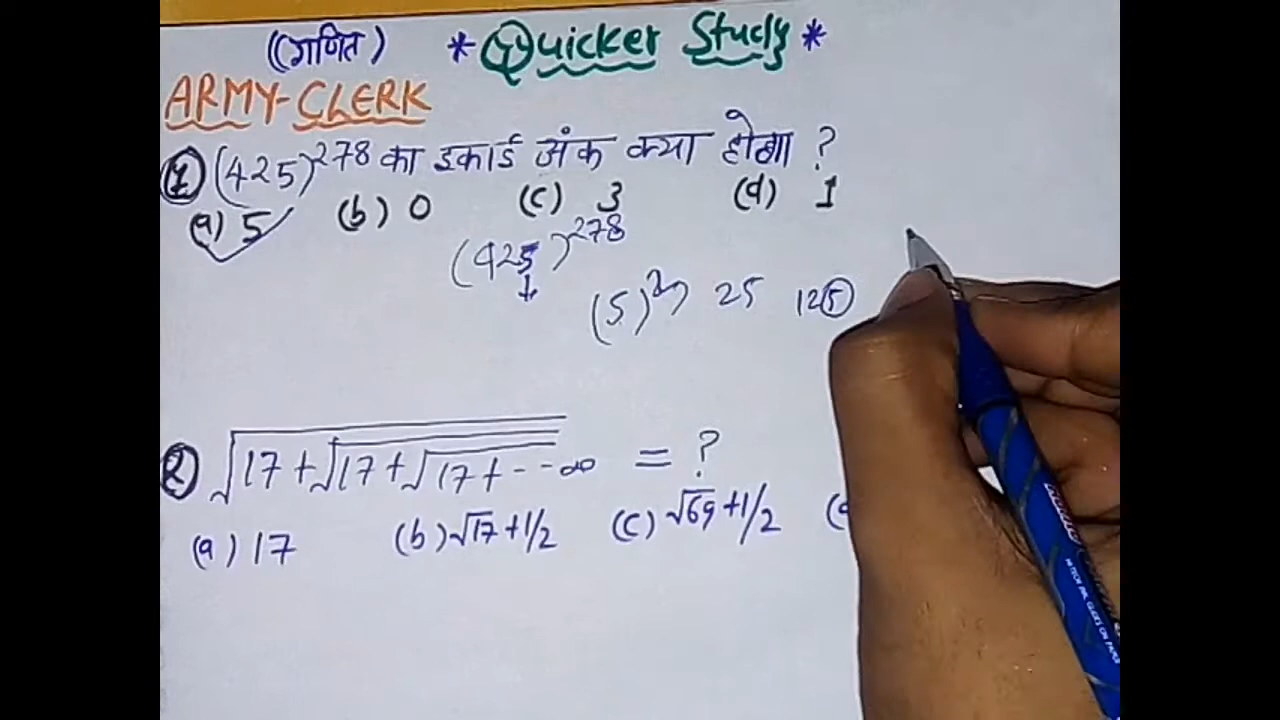 (गणित) * Quicker Study *
ARMY-CLERK
1 (425)^278 का इकाई अंक क्या होगा ?
(a) 5 (b) 0 (c) 3 (d) 1
(425)^278
(5) 25 125
2 √17+√17+√17+--∞ = ?
(a) 17 (b) √17+1/2 (c) √69+1/2 (